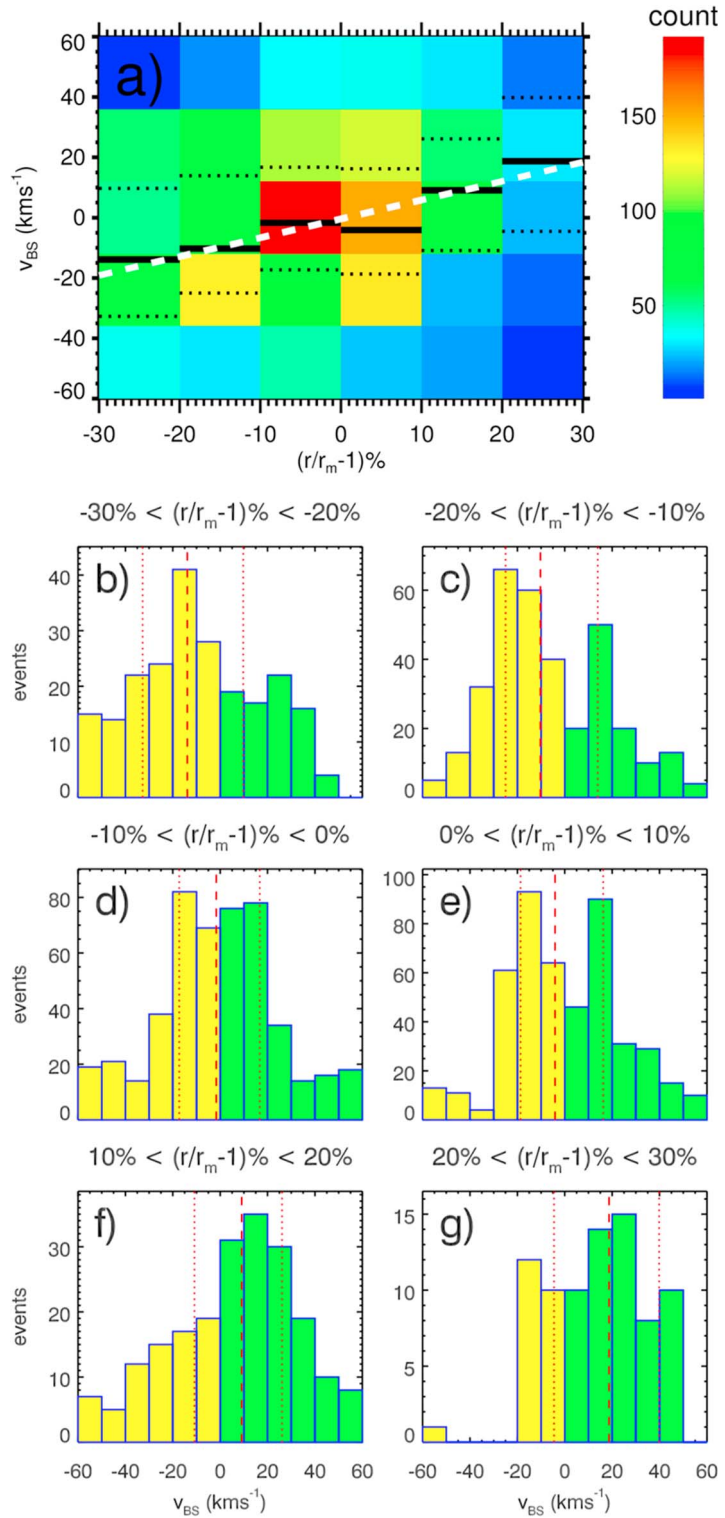 count
a)
60
40
20
0
-20
-40
-60
v_BS (kms^-1)
150
100
50
-30 -20 -10 0 10 20 30
(r/r_m-1)%
-30% < (r/r_m-1)% < -20%
b)
40
30
20
10
0
events
-20% < (r/r_m-1)% < -10%
c)
60
40
20
0
-10% < (r/r_m-1)% < 0%
d)
80
60
40
20
0
events
0% < (r/r_m-1)% < 10%
e)
100
80
60
40
20
0
10% < (r/r_m-1)% < 20%
f)
30
20
10
0
events
-60 -40 -20 0 20 40 60
v_BS (kms^-1)
20% < (r/r_m-1)% < 30%
g)
15
10
5
0
-60 -40 -20 0 20 40 60
v_BS (kms^-1)